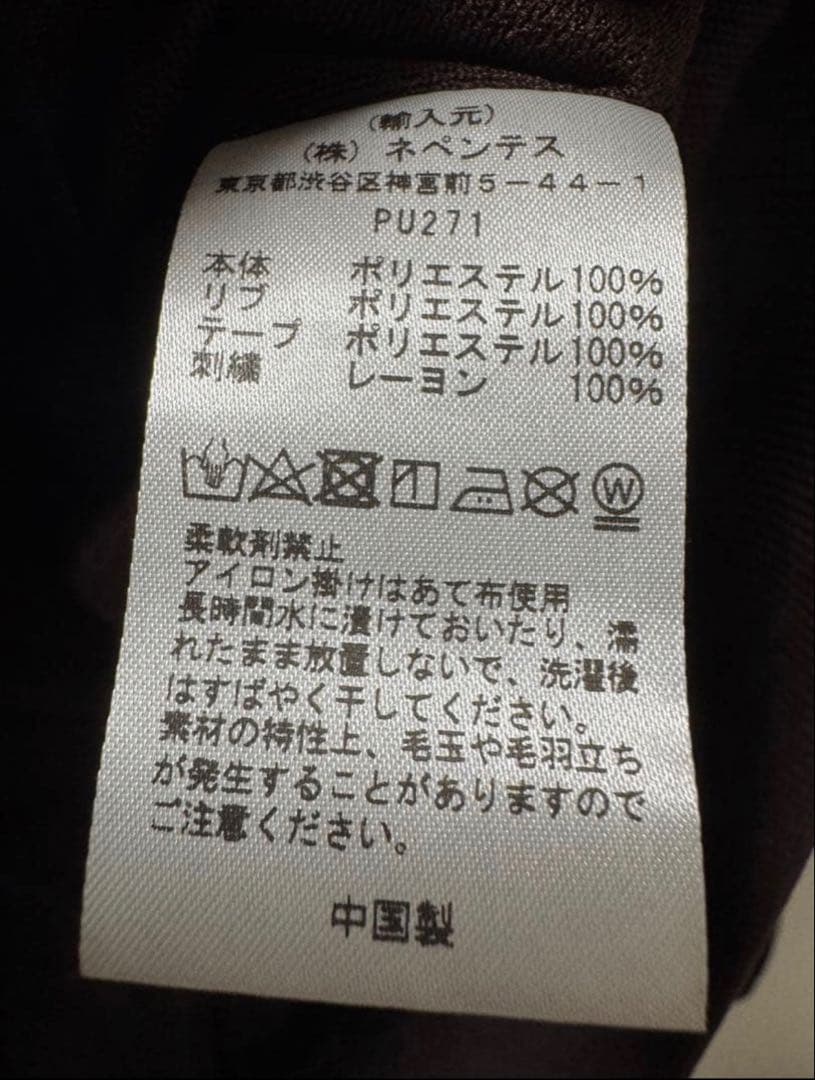 (輸入元)
(株) ネペンテス
東京都渋谷区神宮前5-44-1
PU271
本体 ポリエステル100%
リブ ポリエステル100%
テープ ポリエステル100%
刺繍 レーヨン 100%
W
柔軟剤禁止
アイロン掛けはあて布使用
長時間水に漬けておいたり、濡
れたまま放置しないで、洗濯後
はすばやく干してください。
素材の特性上、毛玉や毛羽立ち
が発生することがありますので
ご注意ください。
中国製